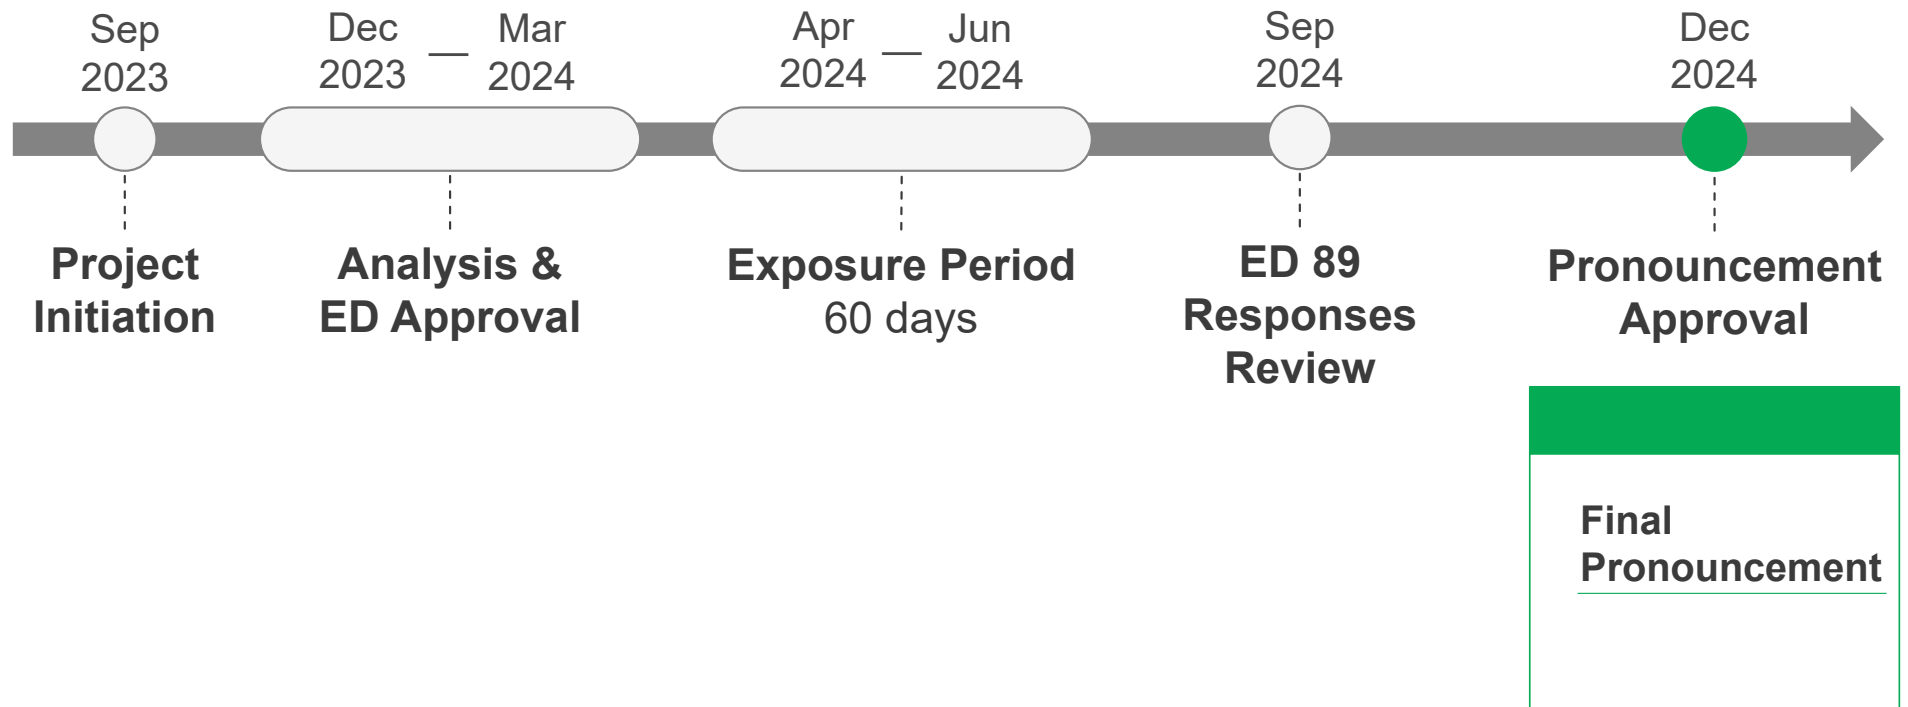 Sep
2023
Dec
2023
—
Mar
2024
Apr
2024
—
Jun
2024
Sep
2024
Dec
2024
Project
Initiation
Analysis &
ED Approval
Exposure Period
60 days
ED 89
Responses
Review
Pronouncement
Approval
Final
Pronouncement